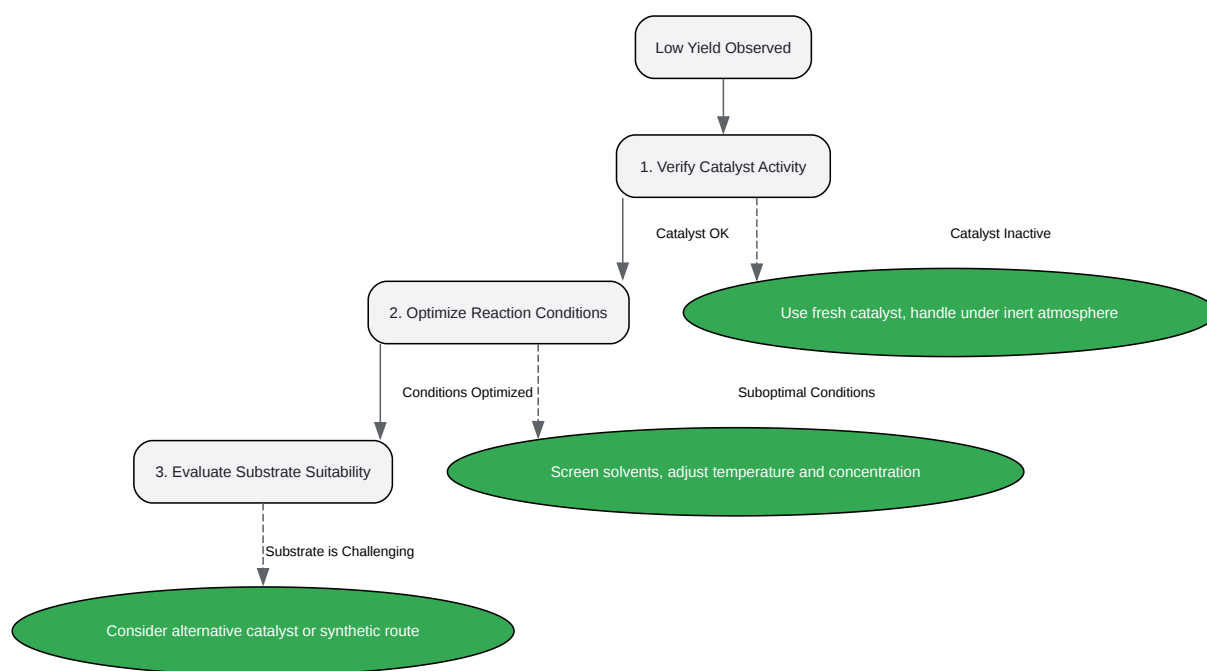 Low Yield Observed
1. Verify Catalyst Activity
Catalyst OK
Catalyst Inactive
2. Optimize Reaction Conditions
Use fresh catalyst, handle under inert atmosphere
Conditions Optimized
Suboptimal Conditions
3. Evaluate Substrate Suitability
Screen solvents, adjust temperature and concentration
Substrate is Challenging
Consider alternative catalyst or synthetic route